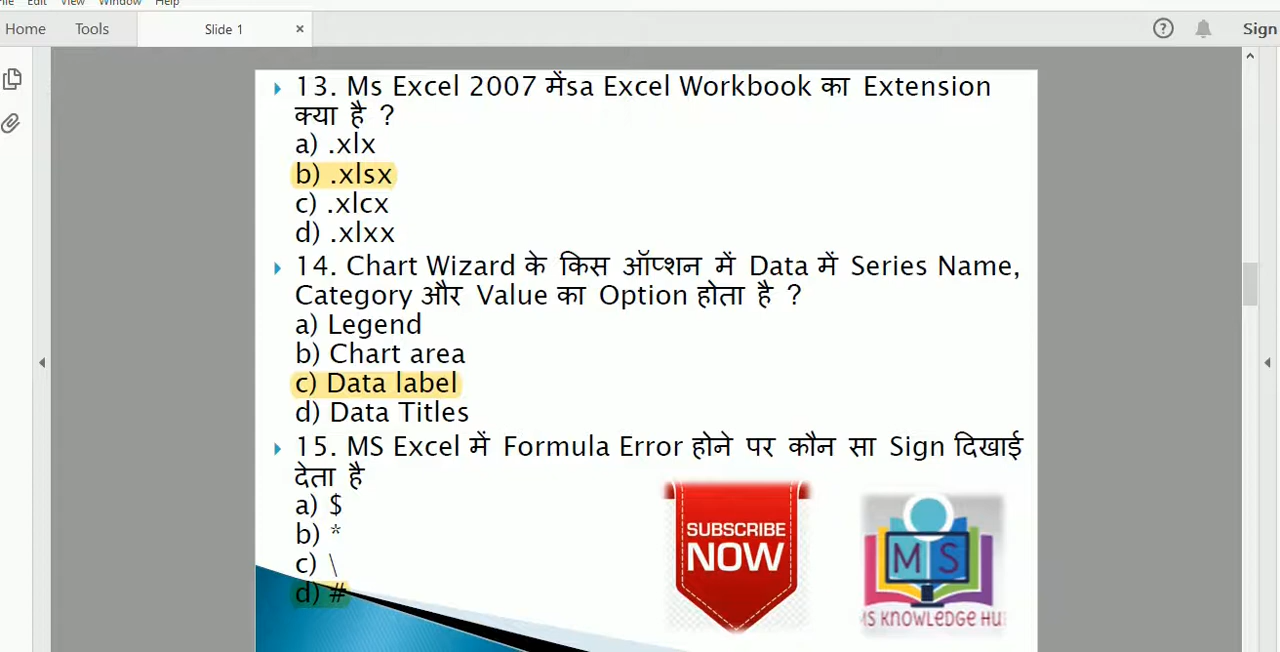 File Edit View Window Help
Home Tools Slide 1 × ? Sign
13. Ms Excel 2007 मेंsa Excel Workbook का Extension
क्या है ?
a) .xlx
b) .xlsx
c) .xlcx
d) .xlxx
14. Chart Wizard के किस ऑप्शन में Data में Series Name,
Category और Value का Option होता है ?
a) Legend
b) Chart area
c) Data label
d) Data Titles
15. MS Excel में Formula Error होने पर कौन सा Sign दिखाई
देता है
a) $
b) *
c) \
d) #
SUBSCRIBE
NOW
M S
MS KNOWLEDGE HU